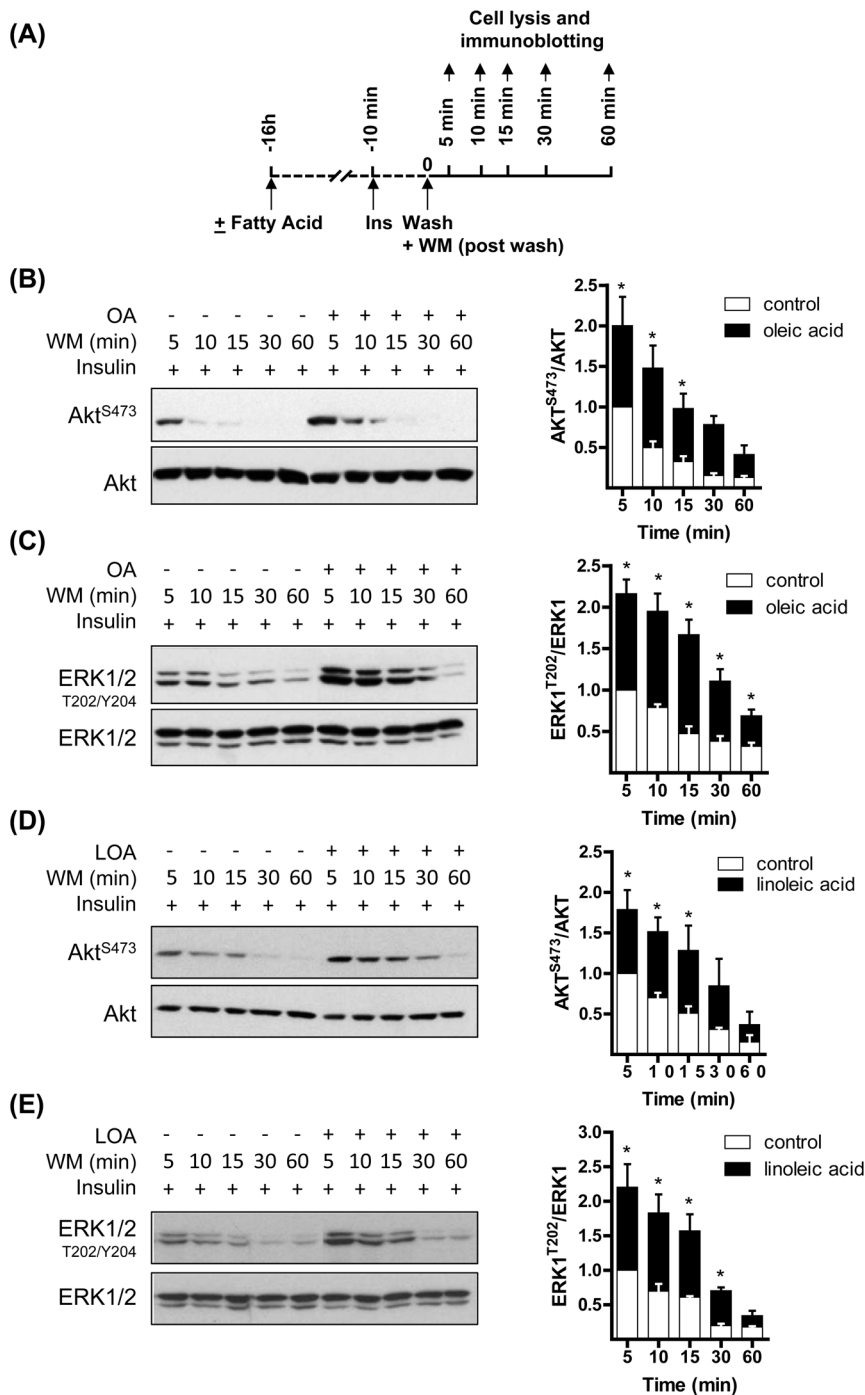 (A)
Cell lysis and
immunoblotting
-16h
-10 min
0
5 min
10 min
15 min
30 min
60 min
+ Fatty Acid
Ins
Wash
+ WM (post wash)
(B)
OA - - - - - + + + + +
WM (min) 5 10 15 30 60 5 10 15 30 60
Insulin + + + + + + + + + +
Akt^S473
Akt
AKT^S473/AKT
2.5
2.0
1.5
1.0
0.5
* * *
control
oleic acid
5 10 15 30 60
Time (min)
(C)
OA - - - - - + + + + +
WM (min) 5 10 15 30 60 5 10 15 30 60
Insulin + + + + + + + + + +
ERK1/2
T202/Y204
ERK1/2
ERK1^T202/ERK1
2.5
2.0
1.5
1.0
0.5
* * * * *
control
oleic acid
5 10 15 30 60
Time (min)
(D)
LOA - - - - - + + + + +
WM (min) 5 10 15 30 60 5 10 15 30 60
Insulin + + + + + + + + + +
Akt^S473
Akt
AKT^S473/AKT
2.5
2.0
1.5
1.0
0.5
* * *
control
linoleic acid
5 1 0 1 5 3 0 6 0
Time (min)
(E)
LOA - - - - - + + + + +
WM (min) 5 10 15 30 60 5 10 15 30 60
Insulin + + + + + + + + + +
ERK1/2
T202/Y204
ERK1/2
ERK1^T202/ERK1
3.0
2.5
2.0
1.5
1.0
0.5
* * * *
control
linoleic acid
5 10 15 30 60
Time (min)